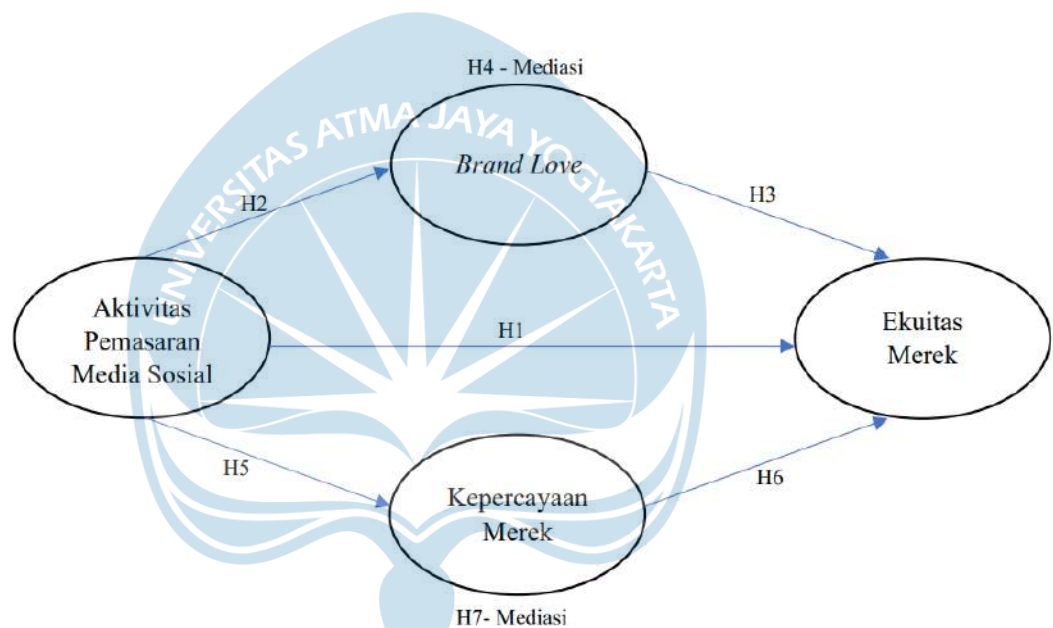 H4 - Mediasi
UNIVERSITAS ATMA JAYA YOGYAKARTA
Brand Love
H2
H3
Aktivitas
Pemasaran
Media Sosial
H1
Ekuitas
Merek
H5
H6
Kepercayaan
Merek
H7- Mediasi